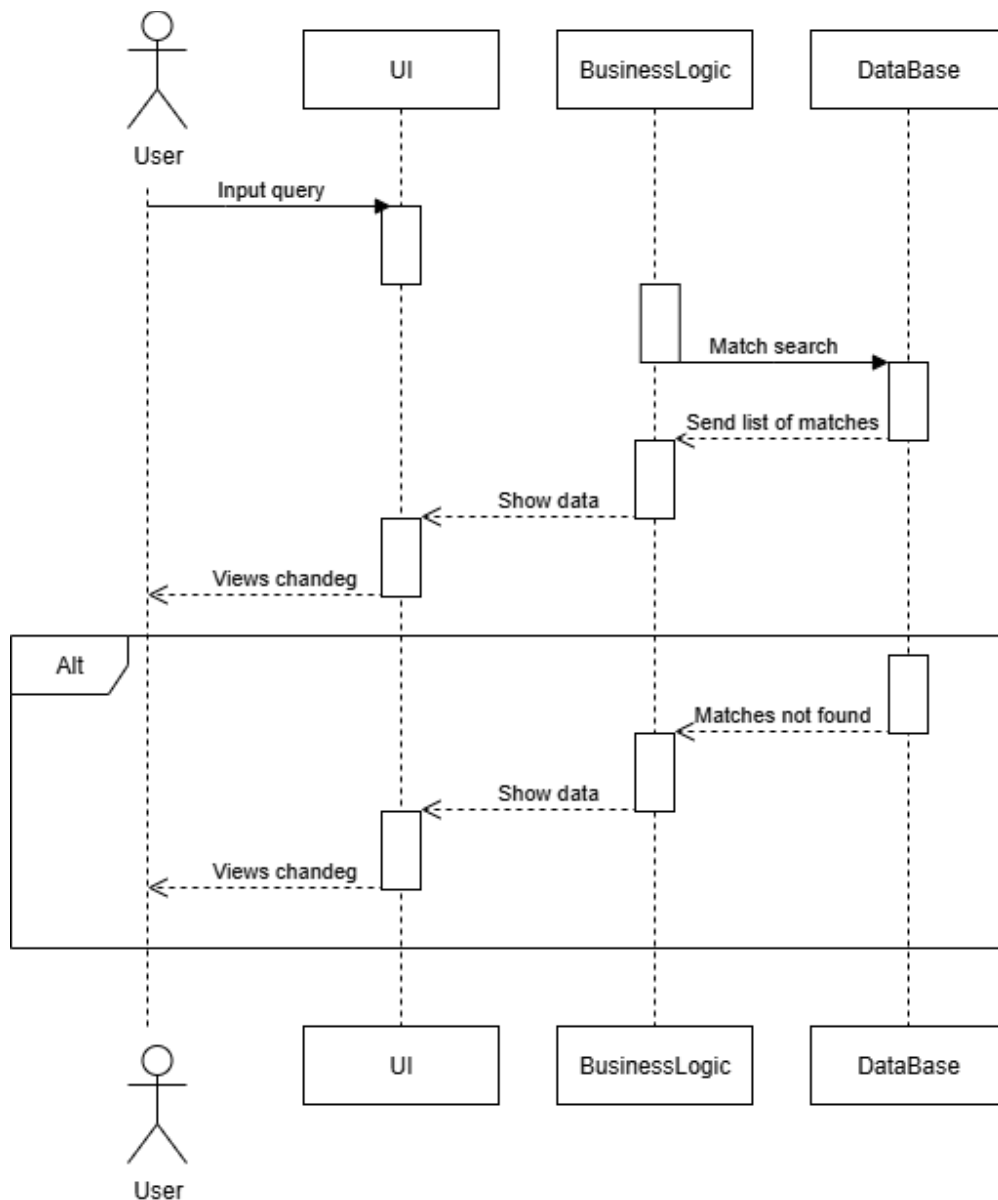 UI
BusinessLogic
DataBase
User
Input query
Match search
Send list of matches
Show data
Views chandeg
Alt
Matches not found
Show data
Views chandeg
UI
BusinessLogic
DataBase
User